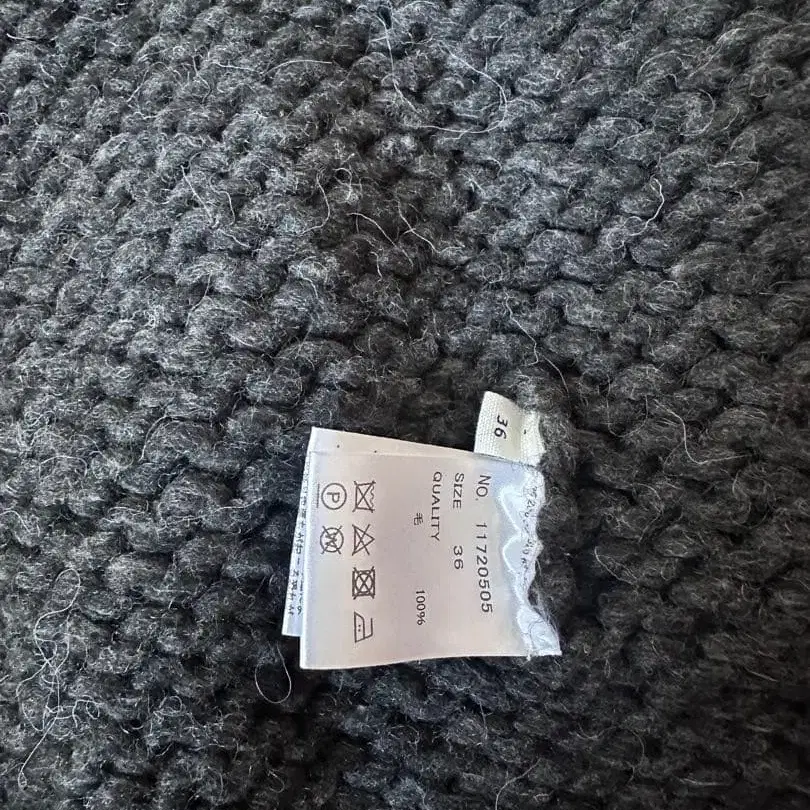 36
NO. 11720505
SIZE 36
QUALITY
毛 100%
P
W